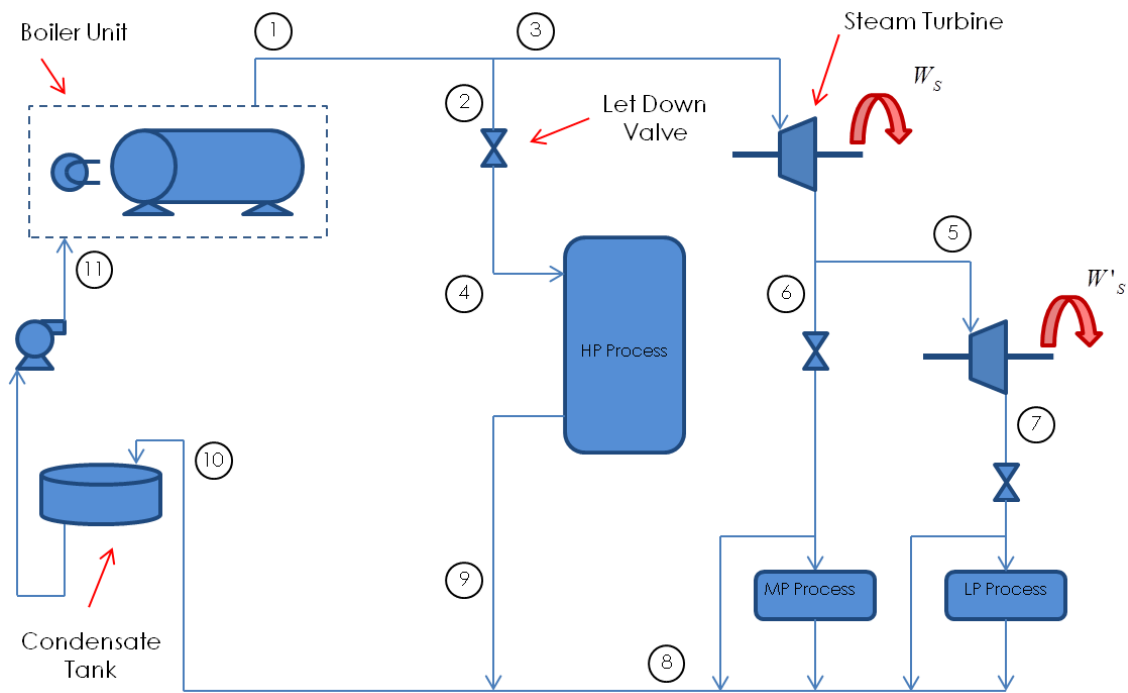 Boiler Unit
1
3
Steam Turbine
W_S
2
Let Down
Valve
11
4
6
5
W'_S
HP Process
7
10
9
MP Process
LP Process
Condensate
Tank
8